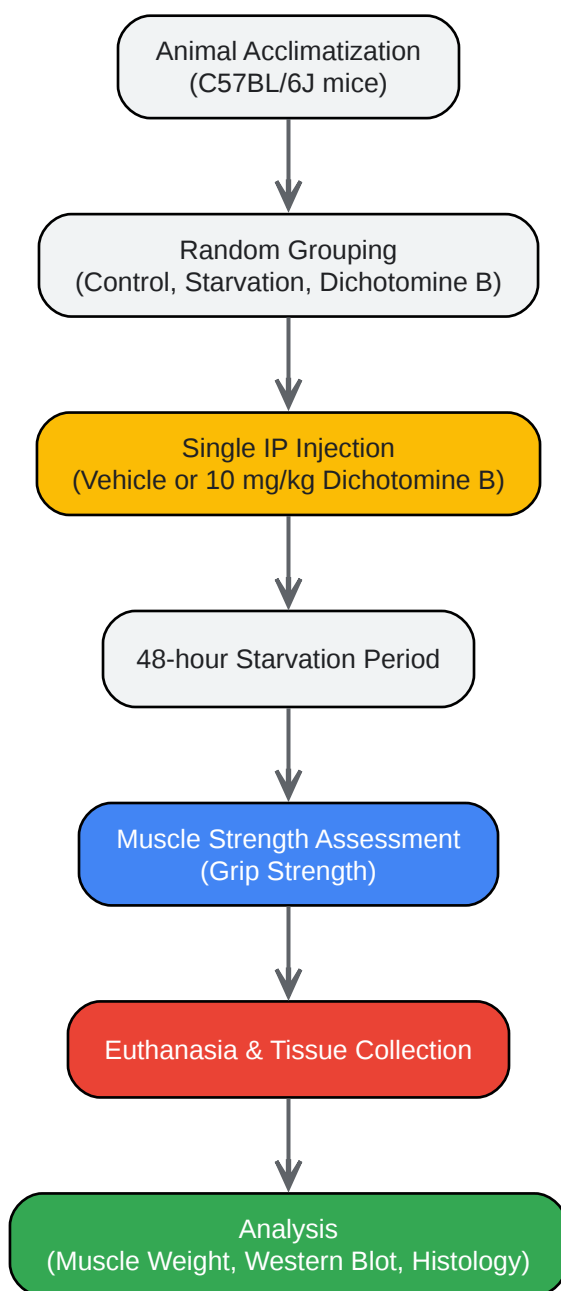 Animal Acclimatization
(C57BL/6J mice)
Random Grouping
(Control, Starvation, Dichotomine B)
Single IP Injection
(Vehicle or 10 mg/kg Dichotomine B)
48-hour Starvation Period
Muscle Strength Assessment
(Grip Strength)
Euthanasia & Tissue Collection
Analysis
(Muscle Weight, Western Blot, Histology)